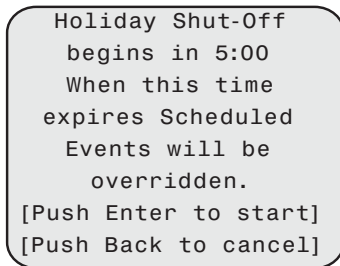 Holiday Shut-Off
begins in 5:00
When this time
expires Scheduled
Events will be
overridden.
[Push Enter to start]
[Push Back to cancel]